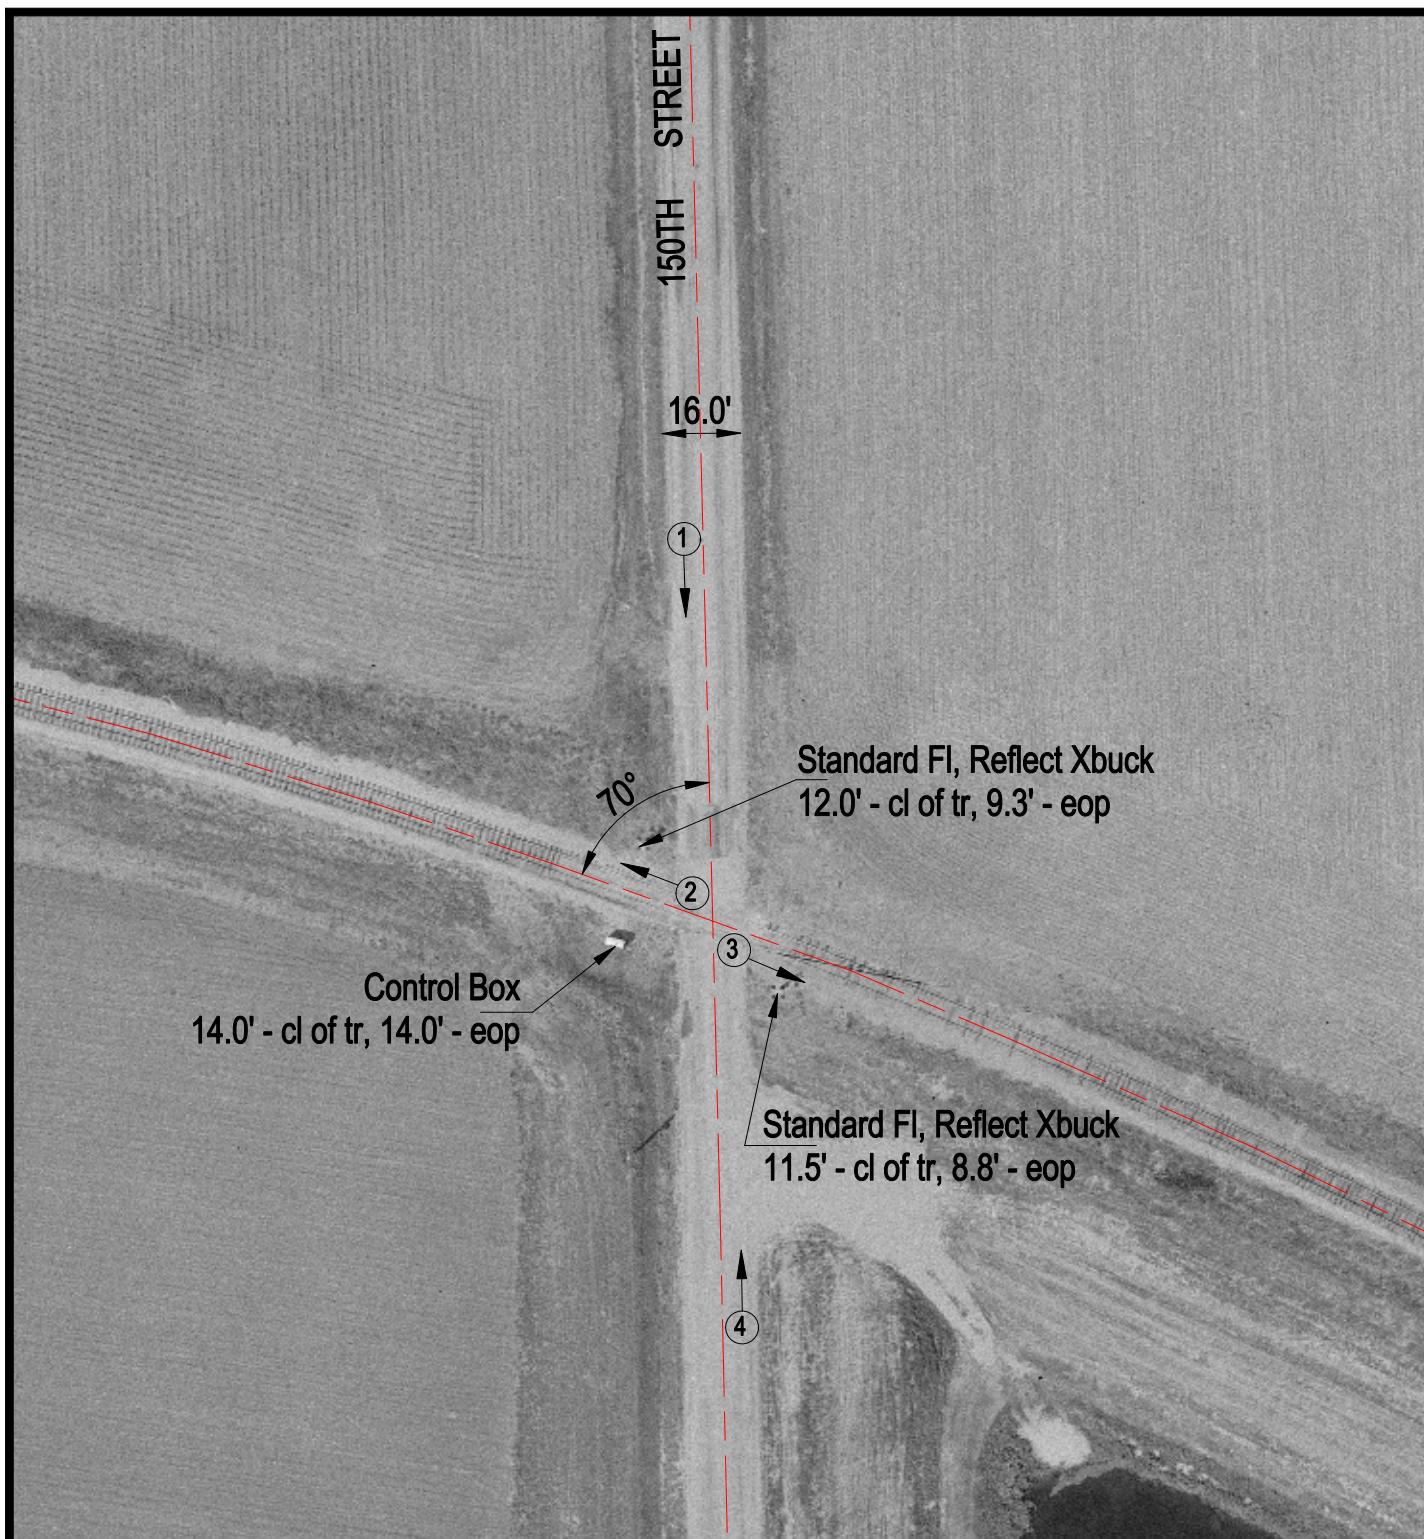 150TH STREET
16.0'
1
Standard Fl, Reflect Xbuck
12.0' - cl of tr, 9.3' - eop
70°
2
3
Control Box
14.0' - cl of tr, 14.0' - eop
Standard Fl, Reflect Xbuck
11.5' - cl of tr, 8.8' - eop
4